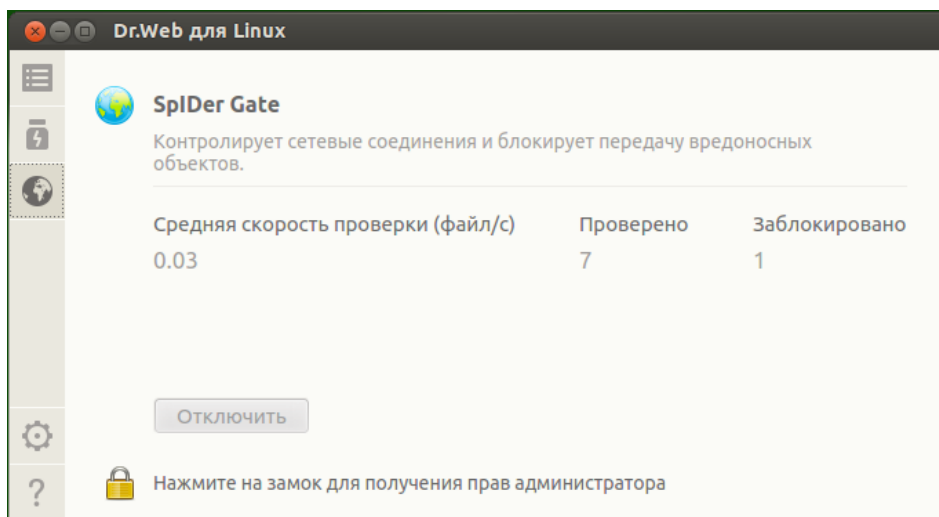 Dr.Web для Linux
SpIDer Gate
Контролирует сетевые соединения и блокирует передачу вредоносных
объектов.
Средняя скорость проверки (файл/с) Проверено Заблокировано
0.03 7 1
Отключить
?
Нажмите на замок для получения прав администратора